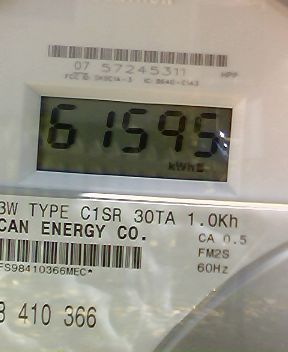 07 57245311 HPP
61595
kWh
3W TYPE C1SR 30TA 1.0Kh
CAN ENERGY CO.
CA 0.5
FM2S
FS98410366MEC*
60Hz
410 366